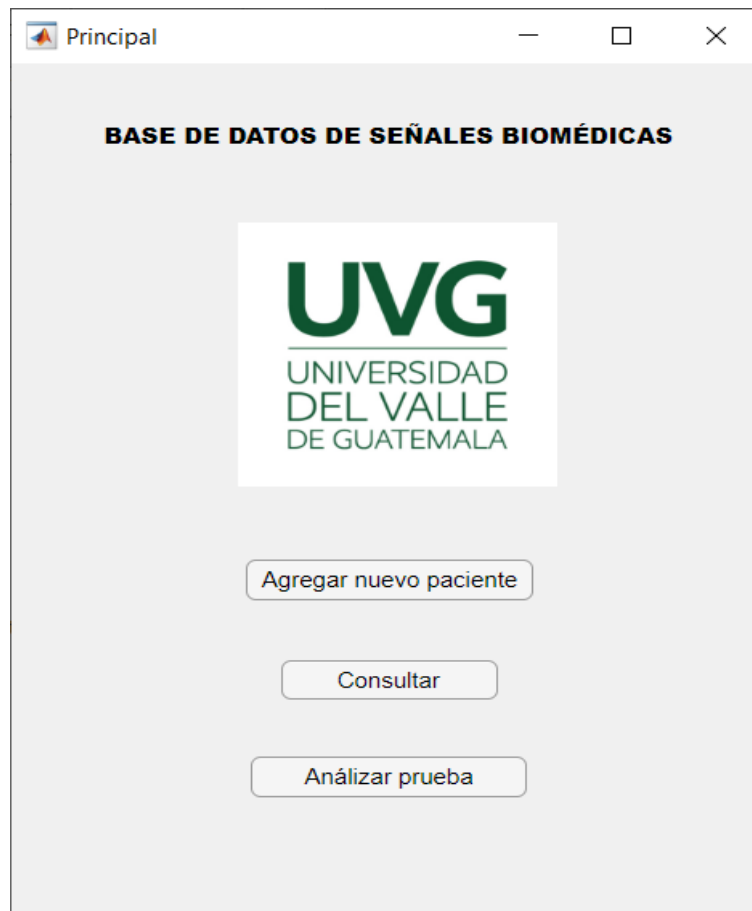 Principal
BASE DE DATOS DE SEÑALES BIOMÉDICAS
UVG
UNIVERSIDAD
DEL VALLE
DE GUATEMALA
Agregar nuevo paciente
Consultar
Análizar prueba